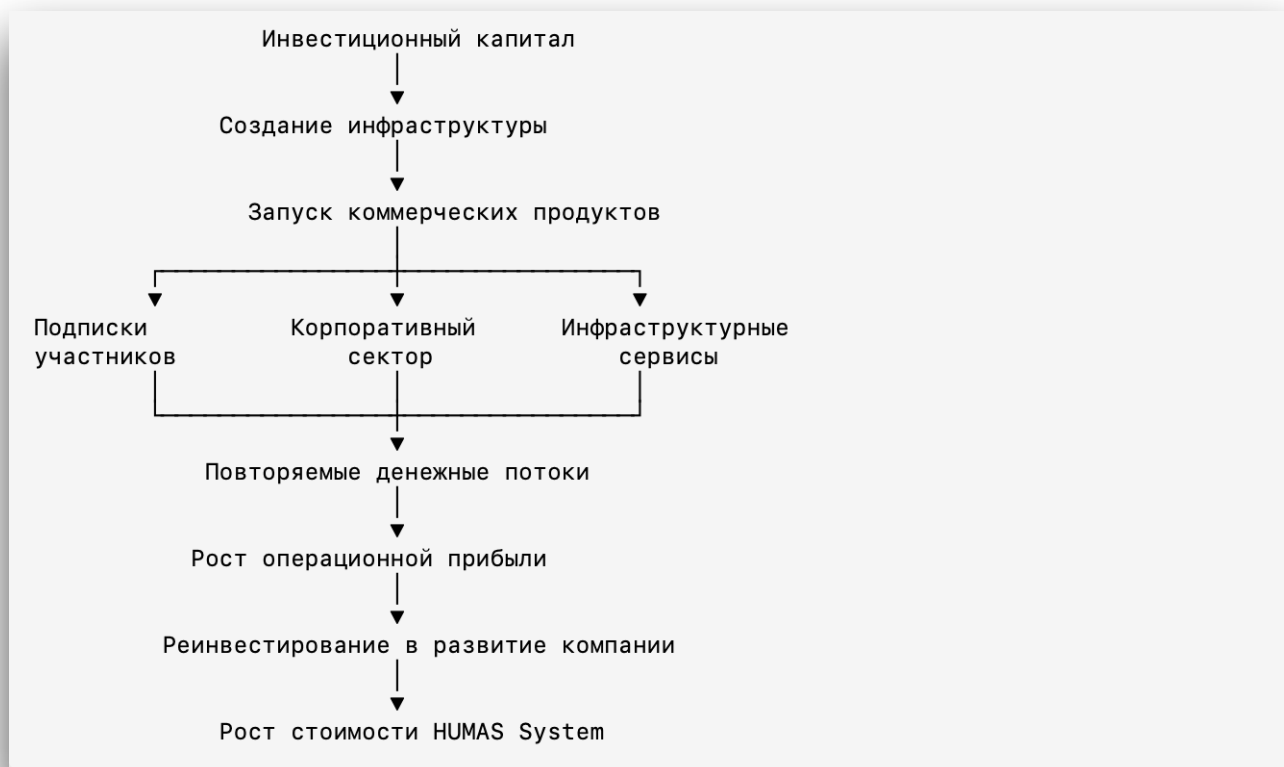 Инвестиционный капитал
Создание инфраструктуры
Запуск коммерческих продуктов
Подписки участников
Корпоративный сектор
Инфраструктурные сервисы
Повторяемые денежные потоки
Рост операционной прибыли
Реинвестирование в развитие компании
Рост стоимости HUMAS System